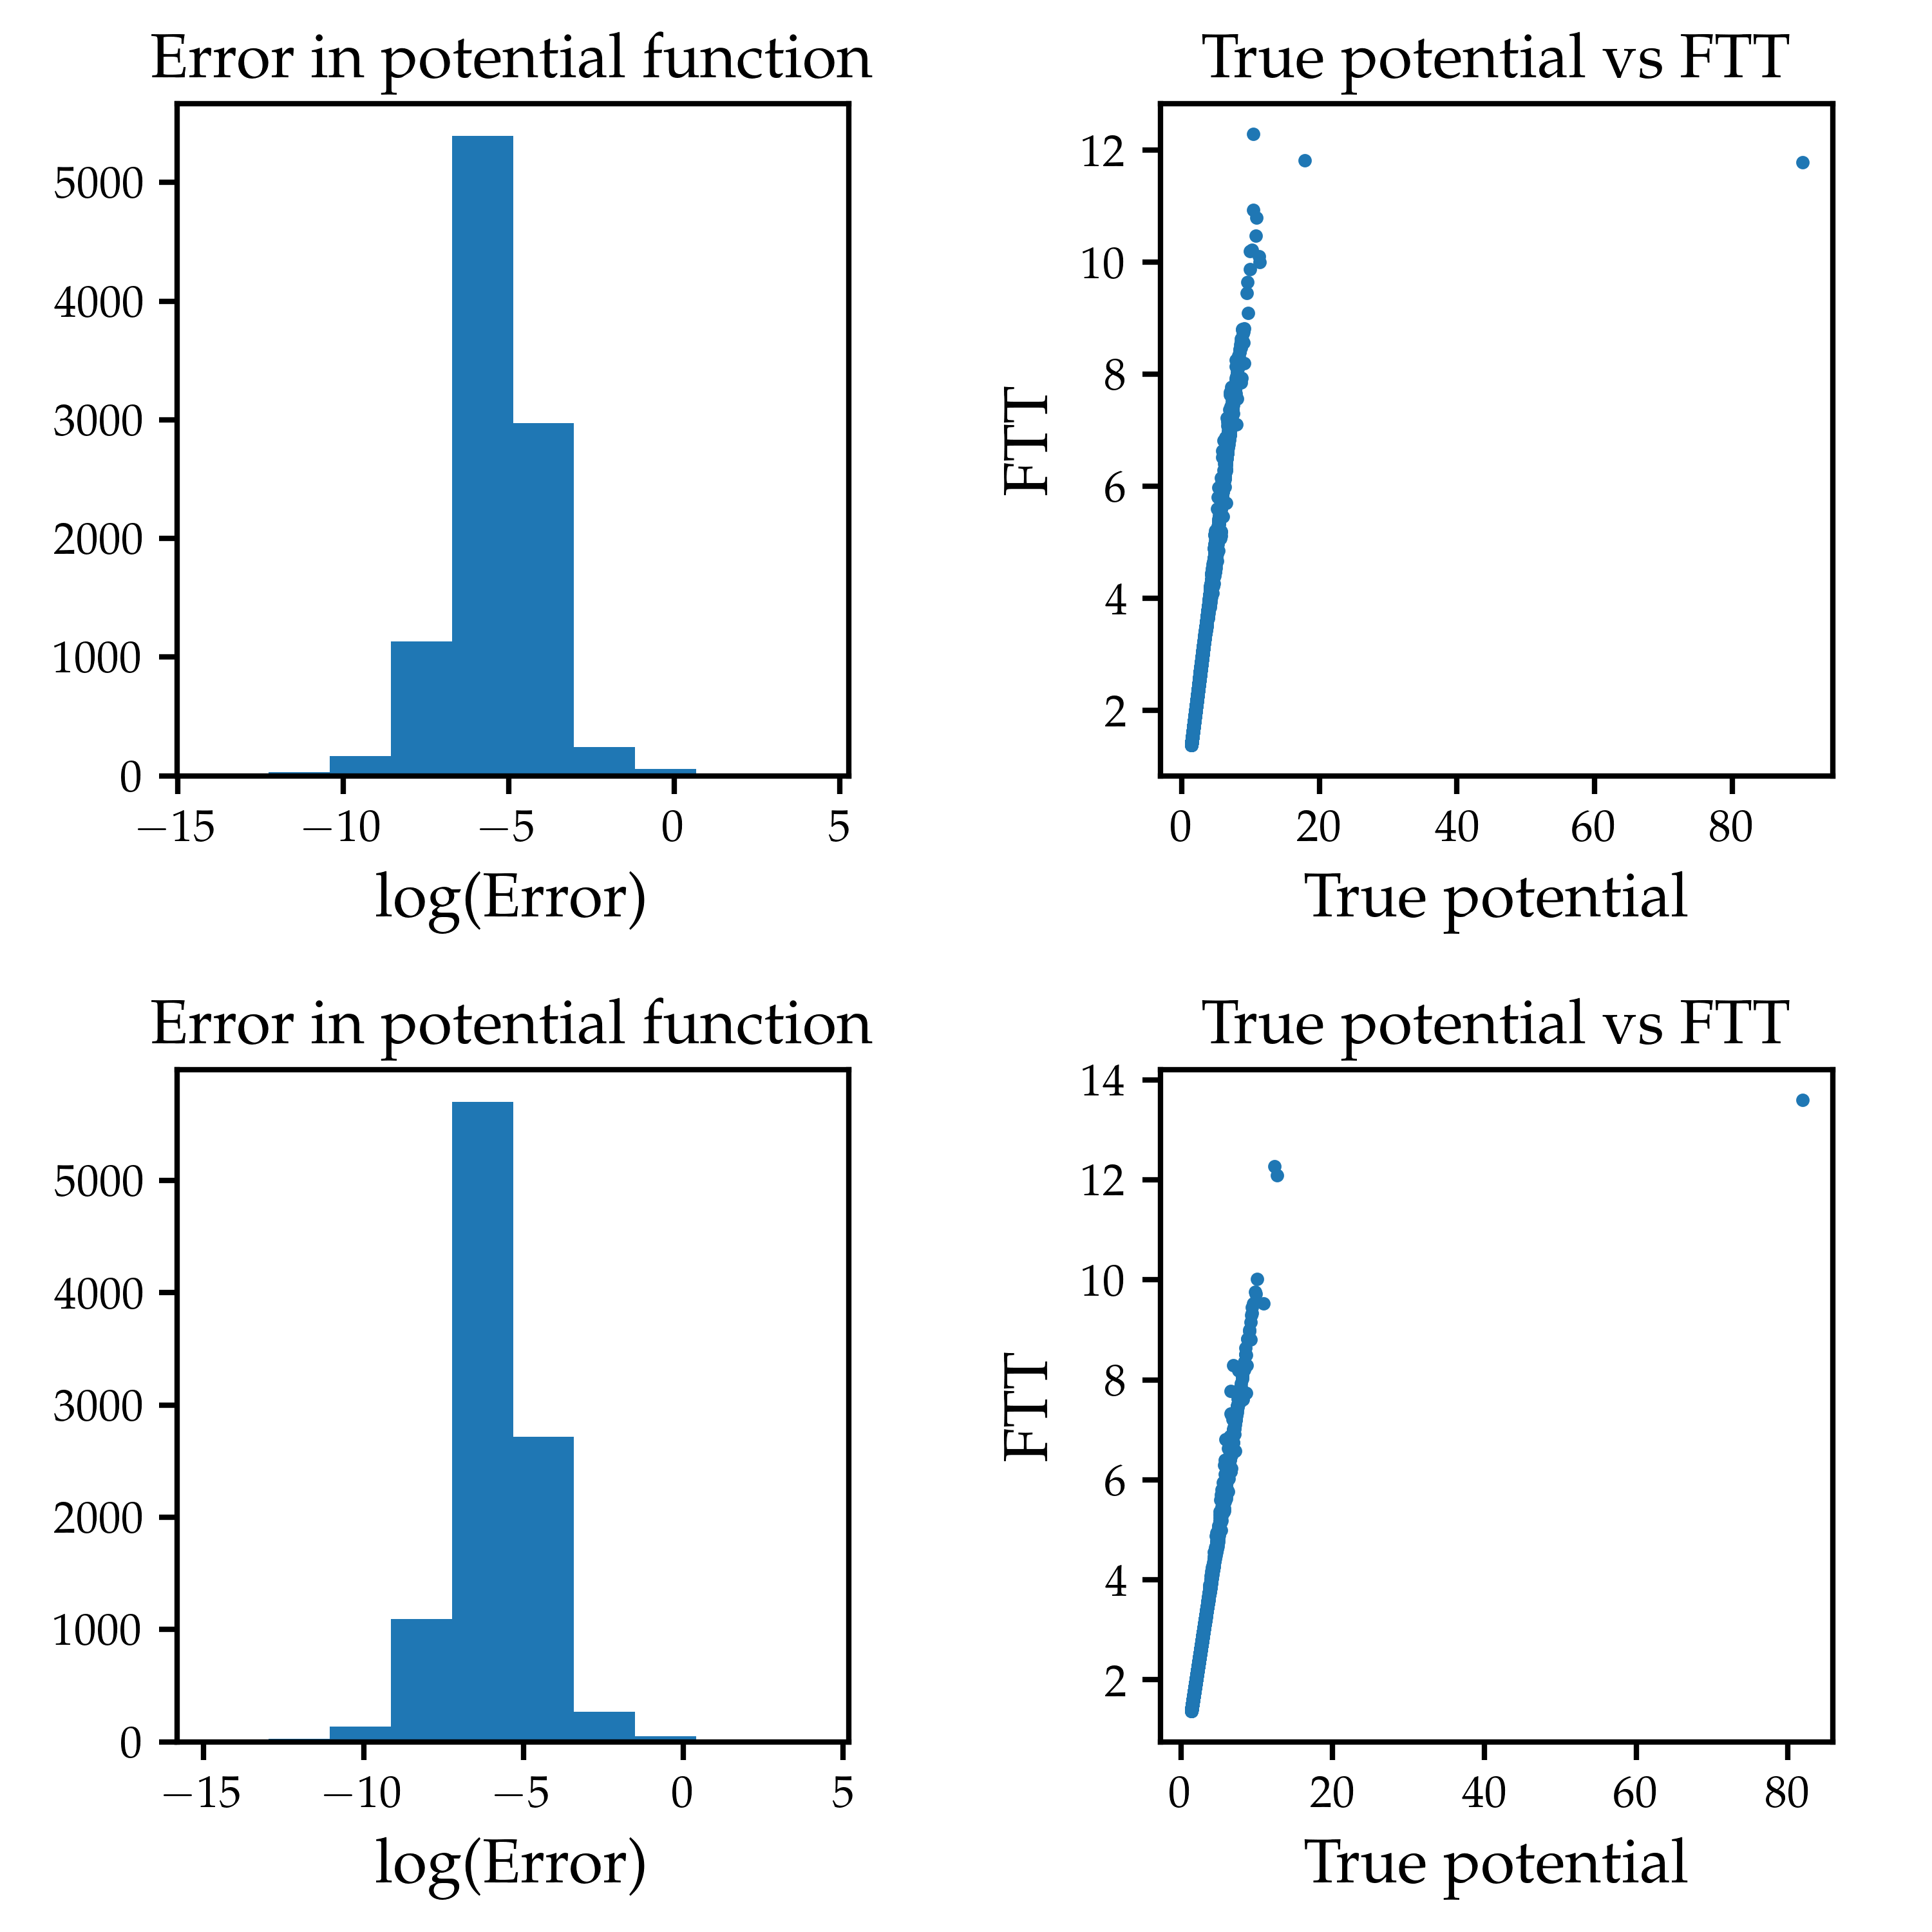 Error in potential function
5000
4000
3000
2000
1000
0
−15 −10 −5 0 5
log(Error)
True potential vs FTT
12
10
8
6
4
2
FTT
0 20 40 60 80
True potential
Error in potential function
5000
4000
3000
2000
1000
0
−15 −10 −5 0 5
log(Error)
True potential vs FTT
14
12
10
8
6
4
2
FTT
0 20 40 60 80
True potential